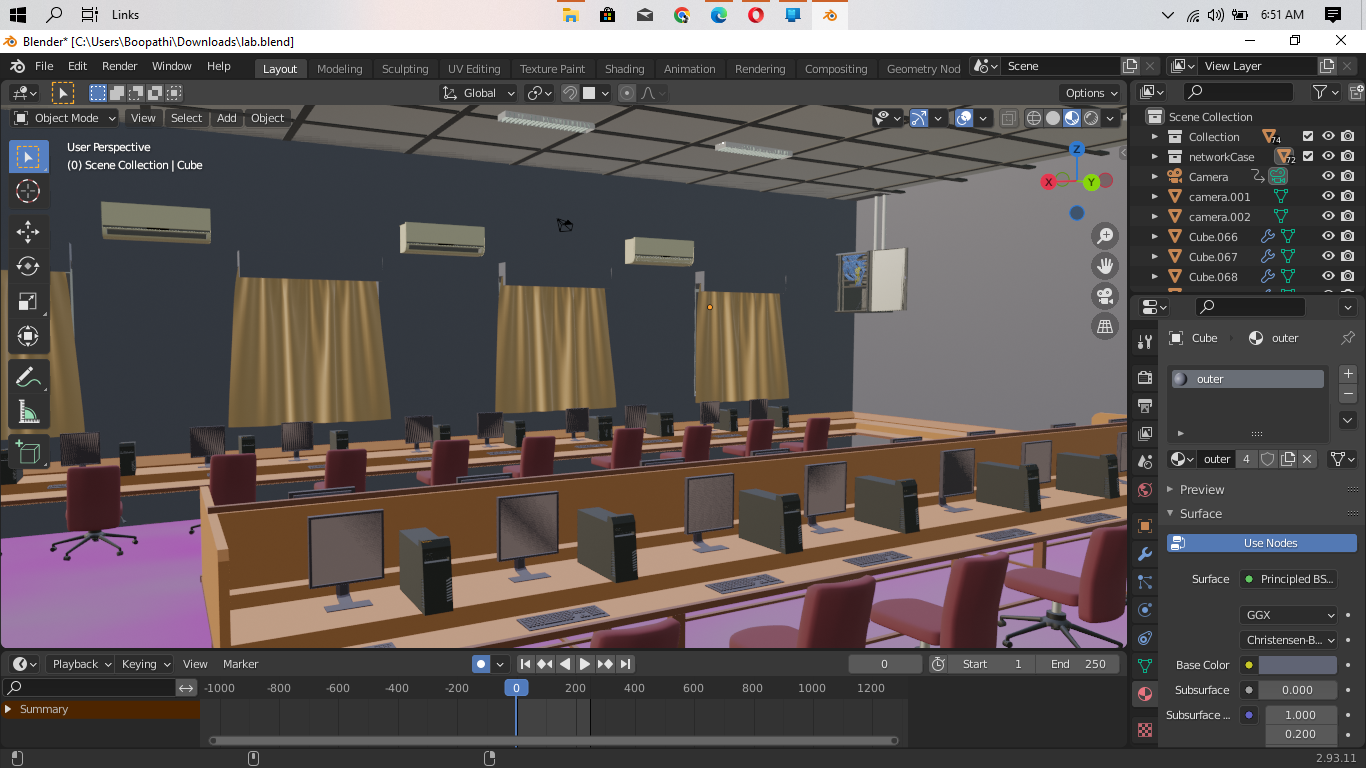 Links
6:51 AM
Blender* [C:\Users\Boopathi\Downloads\lab.blend]
File Edit Render Window Help
Layout Modeling Sculpting UV Editing Texture Paint Shading Animation Rendering Compositing Geometry Nod
Scene
View Layer
Global
Options
Object Mode View Select Add Object
User Perspective
(0) Scene Collection | Cube
Z
X
Y
Scene Collection
Collection 74
networkCase 72
Camera
camera.001
camera.002
Cube.066
Cube.067
Cube.068
Cube
outer
outer
outer 4
Preview
Surface
Use Nodes
Surface Principled BS...
GGX
Christensen-B...
Base Color
Subsurface 0.000
Subsurface ... 1.000
0.200
Playback Keying View Marker
0 Start 1 End 250
-1000 -800 -600 -400 -200 0 200 400 600 800 1000 1200
Summary
2.93.11